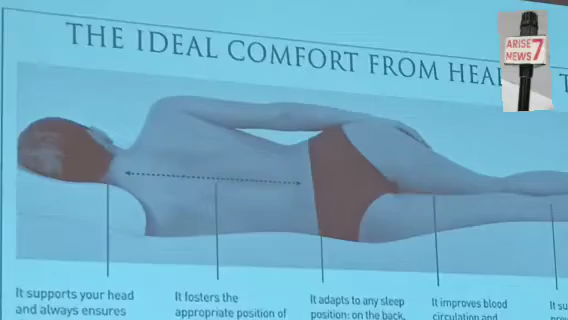 THE IDEAL COMFORT FROM HEA
ARISE
NEWS 7
It supports your head
and always ensures
It fosters the
appropriate position of
It adapts to any sleep
position: on the back,
It improves blood
circulation and
It su